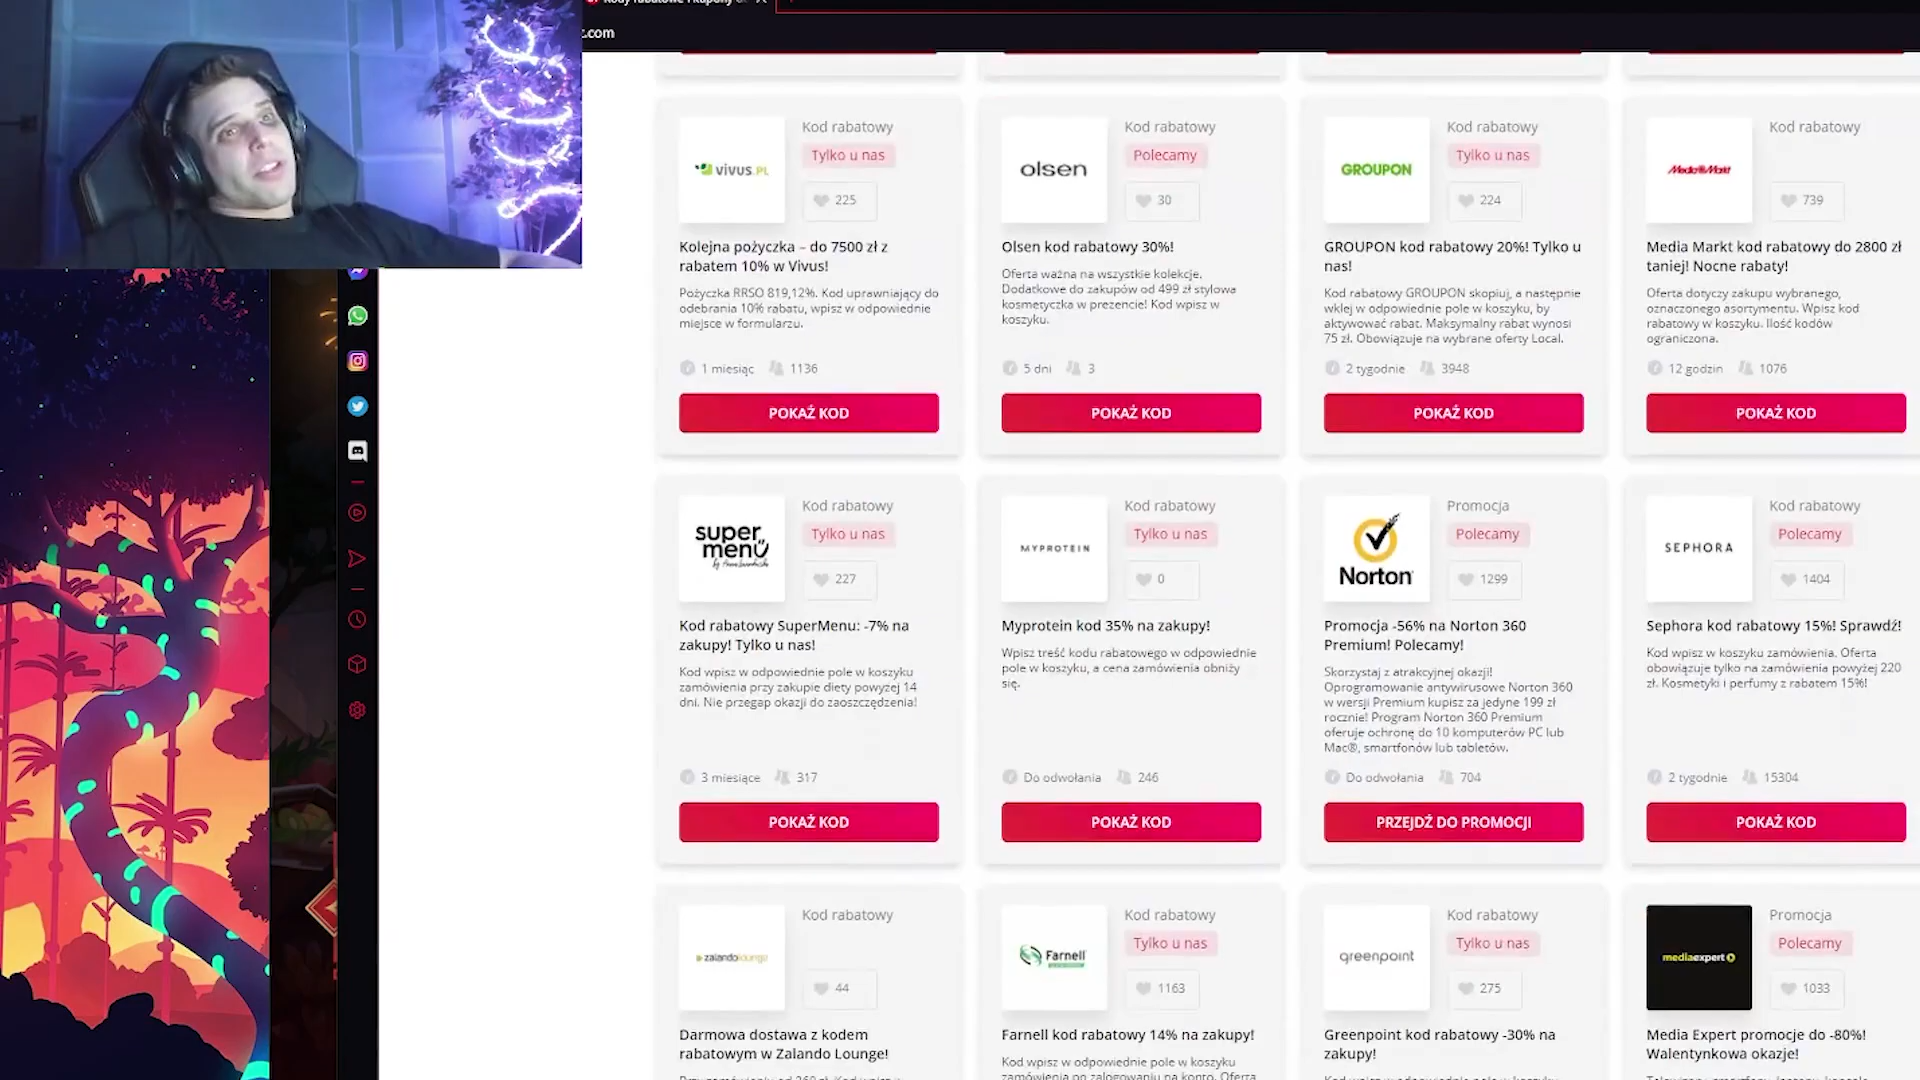 .com
vivus.PL
Kod rabatowy
Tylko u nas
225
Kolejna pożyczka – do 7500 zł z
rabatem 10% w Vivus!
Pożyczka RRSO 819,12%. Kod uprawniający do
odebrania 10% rabatu, wpisz w odpowiednie
miejsce w formularzu.
1 miesiąc
1136
POKAŻ KOD
olsen
Kod rabatowy
Polecamy
30
Olsen kod rabatowy 30%!
Oferta ważna na wszystkie kolekcje.
Dodatkowe do zakupów od 499 zł stylowa
kosmetyczka w prezencie! Kod wpisz w
koszyku.
5 dni
3
POKAŻ KOD
GROUPON
Kod rabatowy
Tylko u nas
224
GROUPON kod rabatowy 20%! Tylko u
nas!
Kod rabatowy GROUPON skopiuj, a następnie
wklej w odpowiednie pole w koszyku, by
aktywować rabat. Maksymalny rabat wynosi
75 zł. Obowiązuje na wybrane oferty Local.
2 tygodnie
3948
POKAŻ KOD
Media Markt
Kod rabatowy
739
Media Markt kod rabatowy do 2800 zł
taniej! Nocne rabaty!
Oferta dotyczy zakupu wybranego,
oznaczonego asortymentu. Wpisz kod
rabatowy w koszyku. Ilość kodów
ograniczona.
12 godzin
1076
POKAŻ KOD
super
menu
Kod rabatowy
Tylko u nas
227
Kod rabatowy SuperMenu: -7% na
zakupy! Tylko u nas!
Kod wpisz w odpowiednie pole w koszyku
zamówienia przy zakupie diety powyżej 14
dni. Nie przegap okazji do zaoszczędzenia!
3 miesiące
317
POKAŻ KOD
MYPROTEIN
Kod rabatowy
Tylko u nas
0
Myprotein kod 35% na zakupy!
Wpisz treść kodu rabatowego w odpowiednie
pole w koszyku, a cena zamówienia obniży
się.
Do odwołania
246
POKAŻ KOD
Norton
Promocja
Polecamy
1299
Promocja -56% na Norton 360
Premium! Polecamy!
Skorzystaj z atrakcyjnej okazji!
Oprogramowanie antywirusowe Norton 360
w wersji Premium kupisz za jedyne 199 zł
rocznie! Program Norton 360 Premium
oferuje ochronę do 10 komputerów PC lub
Mac®, smartfonów lub tabletów.
Do odwołania
704
PRZEJDŹ DO PROMOCJI
SEPHORA
Kod rabatowy
Polecamy
1404
Sephora kod rabatowy 15%! Sprawdź!
Kod wpisz w koszyku zamówienia. Oferta
obowiązuje tylko na zamówienia powyżej 220
zł. Kosmetyki i perfumy z rabatem 15%!
2 tygodnie
15304
POKAŻ KOD
zalandolounge
Kod rabatowy
44
Darmowa dostawa z kodem
rabatowym w Zalando Lounge!
Farnell
Kod rabatowy
Tylko u nas
1163
Farnell kod rabatowy 14% na zakupy!
Kod wpisz w odpowiednie pole w koszyku
zamówienia po zalogowaniu na konto. Oferta
greenpoint
Kod rabatowy
Tylko u nas
275
Greenpoint kod rabatowy -30% na
zakupy!
mediaexpert
Promocja
Polecamy
1033
Media Expert promocje do -80%!
Walentynkowa okazje!